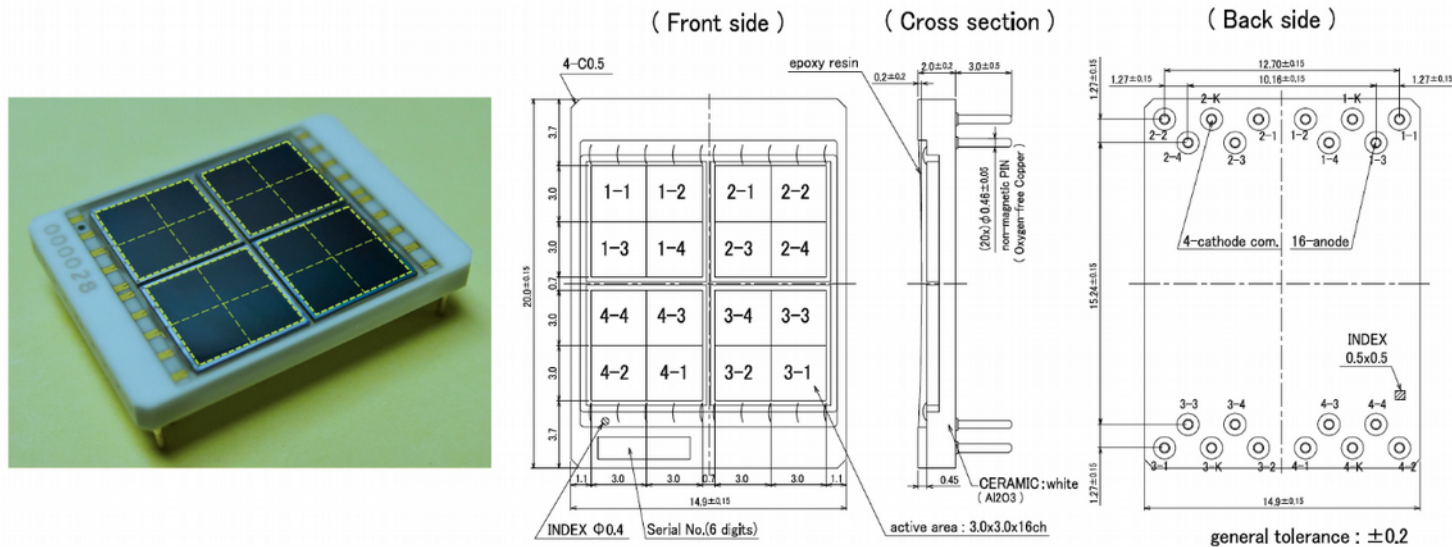 ( Front side )
( Cross section )
( Back side )
000028
4-C0.5
3.7
3.0
3.0
0.7
3.0
3.0
3.7
20.0±0.15
1-1 1-2 2-1 2-2
1-3 1-4 2-3 2-4
4-4 4-3 3-4 3-3
4-2 4-1 3-2 3-1
1.1 3.0 3.0 0.7 3.0 3.0 1.1
14.9±0.15
INDEX Φ0.4
Serial No.(6 digits)
active area : 3.0x3.0x16ch
epoxy resin
2.0±0.2
3.0±0.5
0.2±0.2
(20x) φ0.46±0.05
non-magnetic PIN
( Oxygen-free Copper )
0.45
CERAMIC : white
( Al2O3 )
12.70±0.15
1.27±0.15 10.16±0.15 1.27±0.15
1.27±0.15
2-K 1-K
2-2 2-1 1-2 1-1
2-4 2-3 1-4 1-3
4-cathode com. 16-anode
15.24±0.15
INDEX
0.5x0.5
3-3 3-4 4-3 4-4
3-1 3-K 3-2 4-1 4-K 4-2
1.27±0.15
14.9±0.15
general tolerance : ±0.2